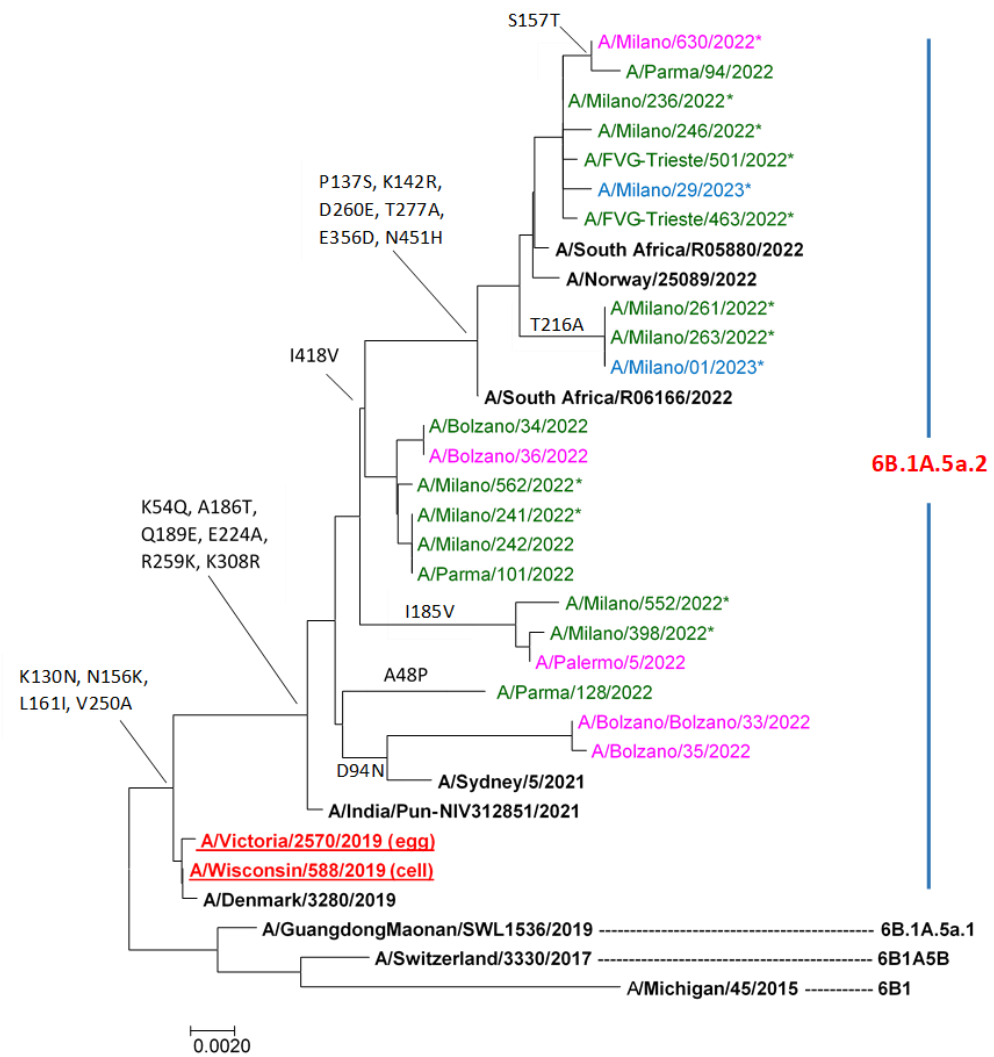 S157T
A/Milano/630/2022*
A/Parma/94/2022
A/Milano/236/2022*
A/Milano/246/2022*
A/FVG-Trieste/501/2022*
P137S, K142R,
D260E, T277A,
E356D, N451H
A/Milano/29/2023*
A/FVG-Trieste/463/2022*
A/South Africa/R05880/2022
A/Norway/25089/2022
A/Milano/261/2022*
T216A
A/Milano/263/2022*
A/Milano/01/2023*
I418V
A/South Africa/R06166/2022
A/Bolzano/34/2022
A/Bolzano/36/2022
6B.1A.5a.2
A/Milano/562/2022*
K54Q, A186T,
Q189E, E224A,
R259K, K308R
A/Milano/241/2022*
A/Milano/242/2022
A/Parma/101/2022
A/Milano/552/2022*
I185V
A/Milano/398/2022*
A/Palermo/5/2022
K130N, N156K,
L161I, V250A
A48P
A/Parma/128/2022
A/Bolzano/Bolzano/33/2022
A/Bolzano/35/2022
D94N
A/Sydney/5/2021
A/India/Pun-NIV312851/2021
A/Victoria/2570/2019 (egg)
A/Wisconsin/588/2019 (cell)
A/Denmark/3280/2019
A/GuangdongMaonan/SWL1536/2019 6B.1A.5a.1
A/Switzerland/3330/2017 6B1A5B
A/Michigan/45/2015 6B1
0.0020